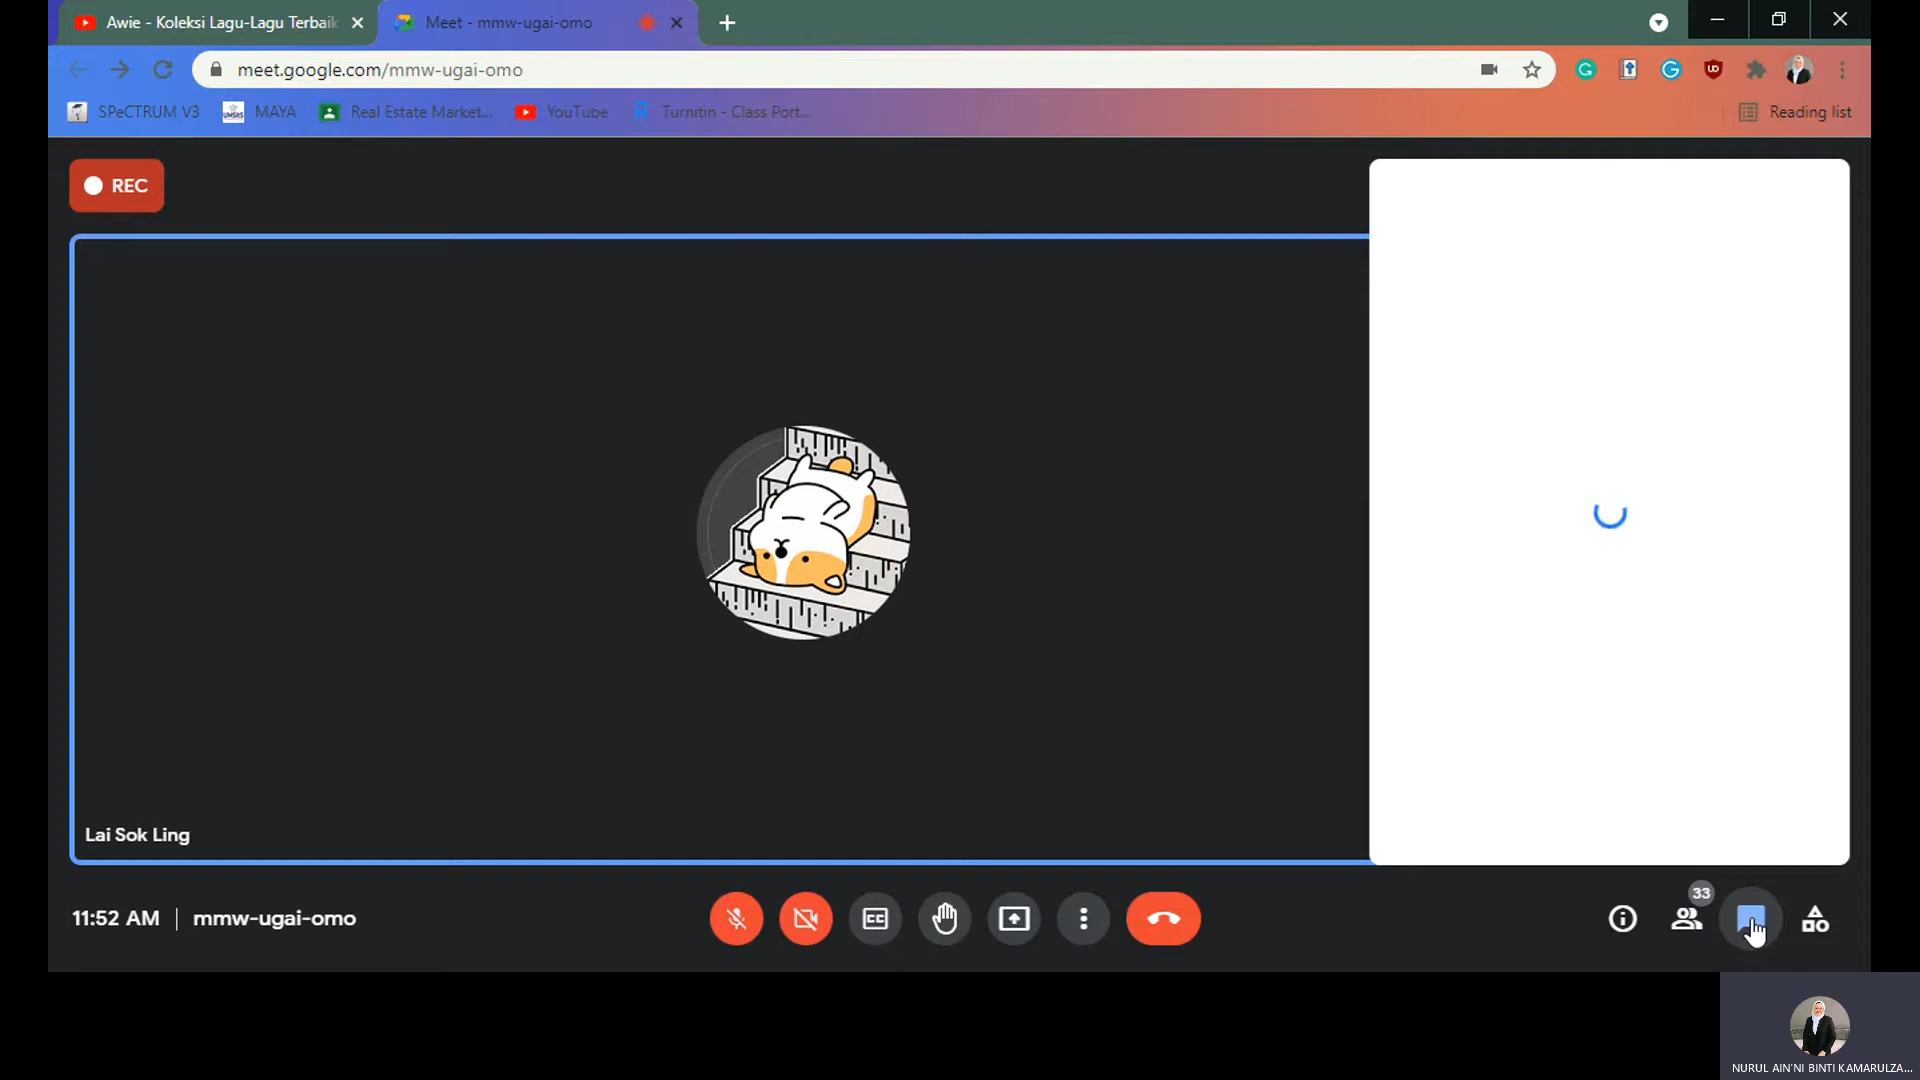 Awie - Koleksi Lagu-Lagu Terbaik
Meet - mmw-ugai-omo
meet.google.com/mmw-ugai-omo
SPeCTRUM V3
MAYA
Real Estate Market...
YouTube
Turnitin - Class Port...
Reading list
REC
Lai Sok Ling
11:52 AM | mmw-ugai-omo
CC
33
NURUL AIN'NI BINTI KAMARULZA...